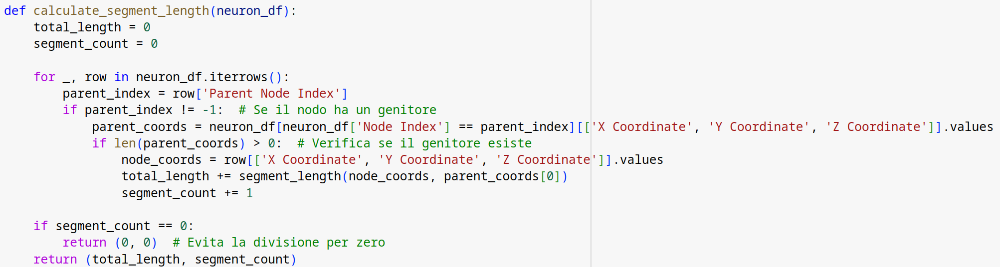 def calculate_segment_length(neuron_df):
    total_length = 0
    segment_count = 0

    for _, row in neuron_df.iterrows():
        parent_index = row['Parent Node Index']
        if parent_index != -1:  # Se il nodo ha un genitore
            parent_coords = neuron_df[neuron_df['Node Index'] == parent_index][['X Coordinate', 'Y Coordinate', 'Z Coordinate']].values
            if len(parent_coords) > 0:  # Verifica se il genitore esiste
                node_coords = row[['X Coordinate', 'Y Coordinate', 'Z Coordinate']].values
                total_length += segment_length(node_coords, parent_coords[0])
                segment_count += 1

    if segment_count == 0:
        return (0, 0)  # Evita la divisione per zero
    return (total_length, segment_count)